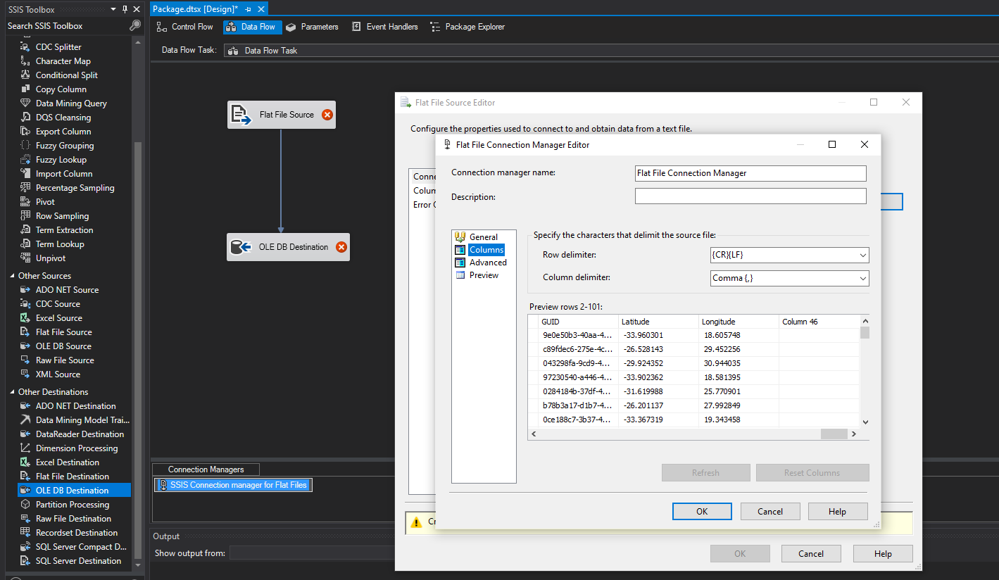 SSIS Toolbox
Search SSIS Toolbox
CDC Splitter
Character Map
Conditional Split
Copy Column
Data Mining Query
DQS Cleansing
Export Column
Fuzzy Grouping
Fuzzy Lookup
Import Column
Percentage Sampling
Pivot
Row Sampling
Term Extraction
Term Lookup
Unpivot
Other Sources
ADO NET Source
CDC Source
Excel Source
Flat File Source
OLE DB Source
Raw File Source
XML Source
Other Destinations
ADO NET Destination
Data Mining Model Trai...
DataReader Destination
Dimension Processing
Excel Destination
Flat File Destination
OLE DB Destination
Partition Processing
Raw File Destination
Recordset Destination
SQL Server Compact D...
SQL Server Destination
Package.dtsx [Design]*
Control Flow Data Flow Parameters Event Handlers Package Explorer
Data Flow Task: Data Flow Task
Flat File Source
OLE DB Destination
Connection Managers
SSIS Connection manager for Flat Files
Output
Show output from:
Flat File Source Editor
Configure the properties used to connect to and obtain data from a text file.
Conne
Colum
Error
Flat File Connection Manager Editor
Connection manager name: Flat File Connection Manager
Description:
General
Columns
Advanced
Preview
Specify the characters that delimit the source file:
Row delimiter: {CR}{LF}
Column delimiter: Comma {,}
Preview rows 2-101:
GUID Latitude Longitude Column 46
9e0e50b3-40aa-4... -33.960301 18.605748
c89fdec6-275e-4c... -26.528143 29.452256
043298fa-9cd9-4... -29.924352 30.944035
97230540-a446-4... -33.902362 18.581395
0284184b-37df-4... -31.619988 25.770901
b78b3a17-d1b7-4... -26.201137 27.992849
0ce188c7-3b37-4... -33.367319 19.343458
Refresh Reset Columns
OK Cancel Help
OK Cancel Help